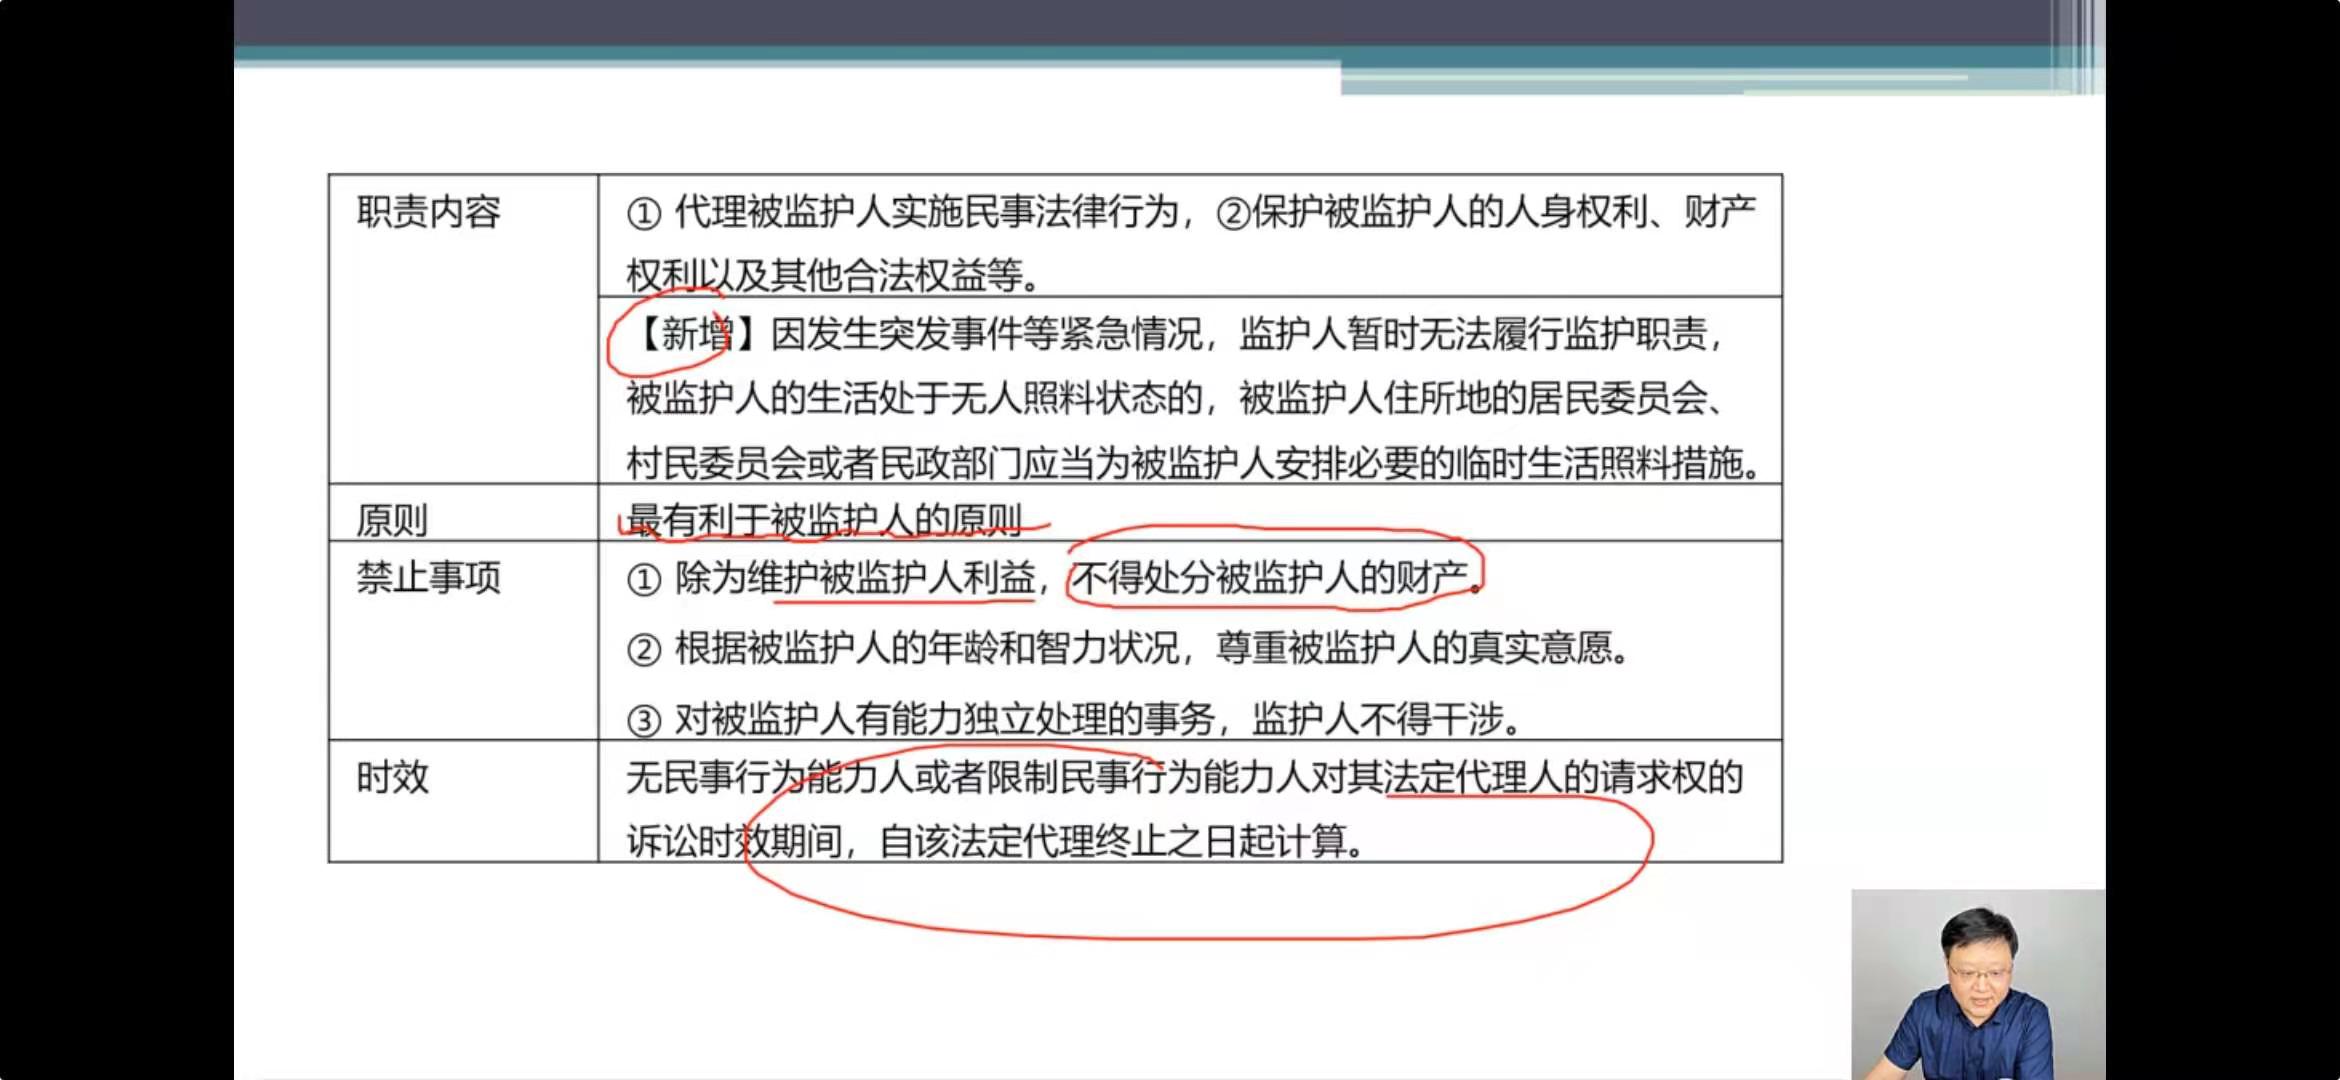 职责内容
① 代理被监护人实施民事法律行为，②保护被监护人的人身权利、财产
权利以及其他合法权益等。
【新增】因发生突发事件等紧急情况，监护人暂时无法履行监护职责，
被监护人的生活处于无人照料状态的，被监护人住所地的居民委员会、
村民委员会或者民政部门应当为被监护人安排必要的临时生活照料措施。
原则
最有利于被监护人的原则
禁止事项
① 除为维护被监护人利益，不得处分被监护人的财产。
② 根据被监护人的年龄和智力状况，尊重被监护人的真实意愿。
③ 对被监护人有能力独立处理的事务，监护人不得干涉。
时效
无民事行为能力人或者限制民事行为能力人对其法定代理人的请求权的
诉讼时效期间，自该法定代理终止之日起计算。